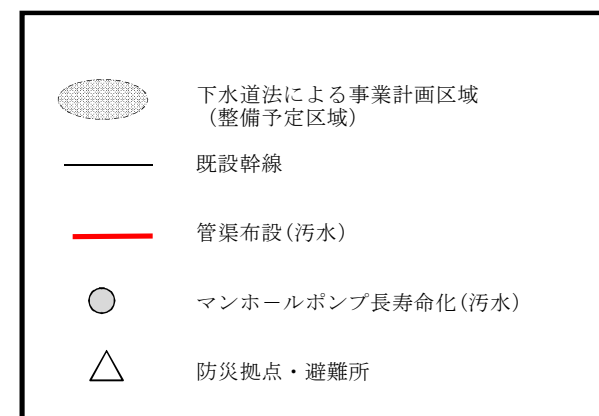 下水道法による事業計画区域
（整備予定区域）
既設幹線
管渠布設(汚水)
マンホールポンプ長寿命化(汚水)
防災拠点・避難所